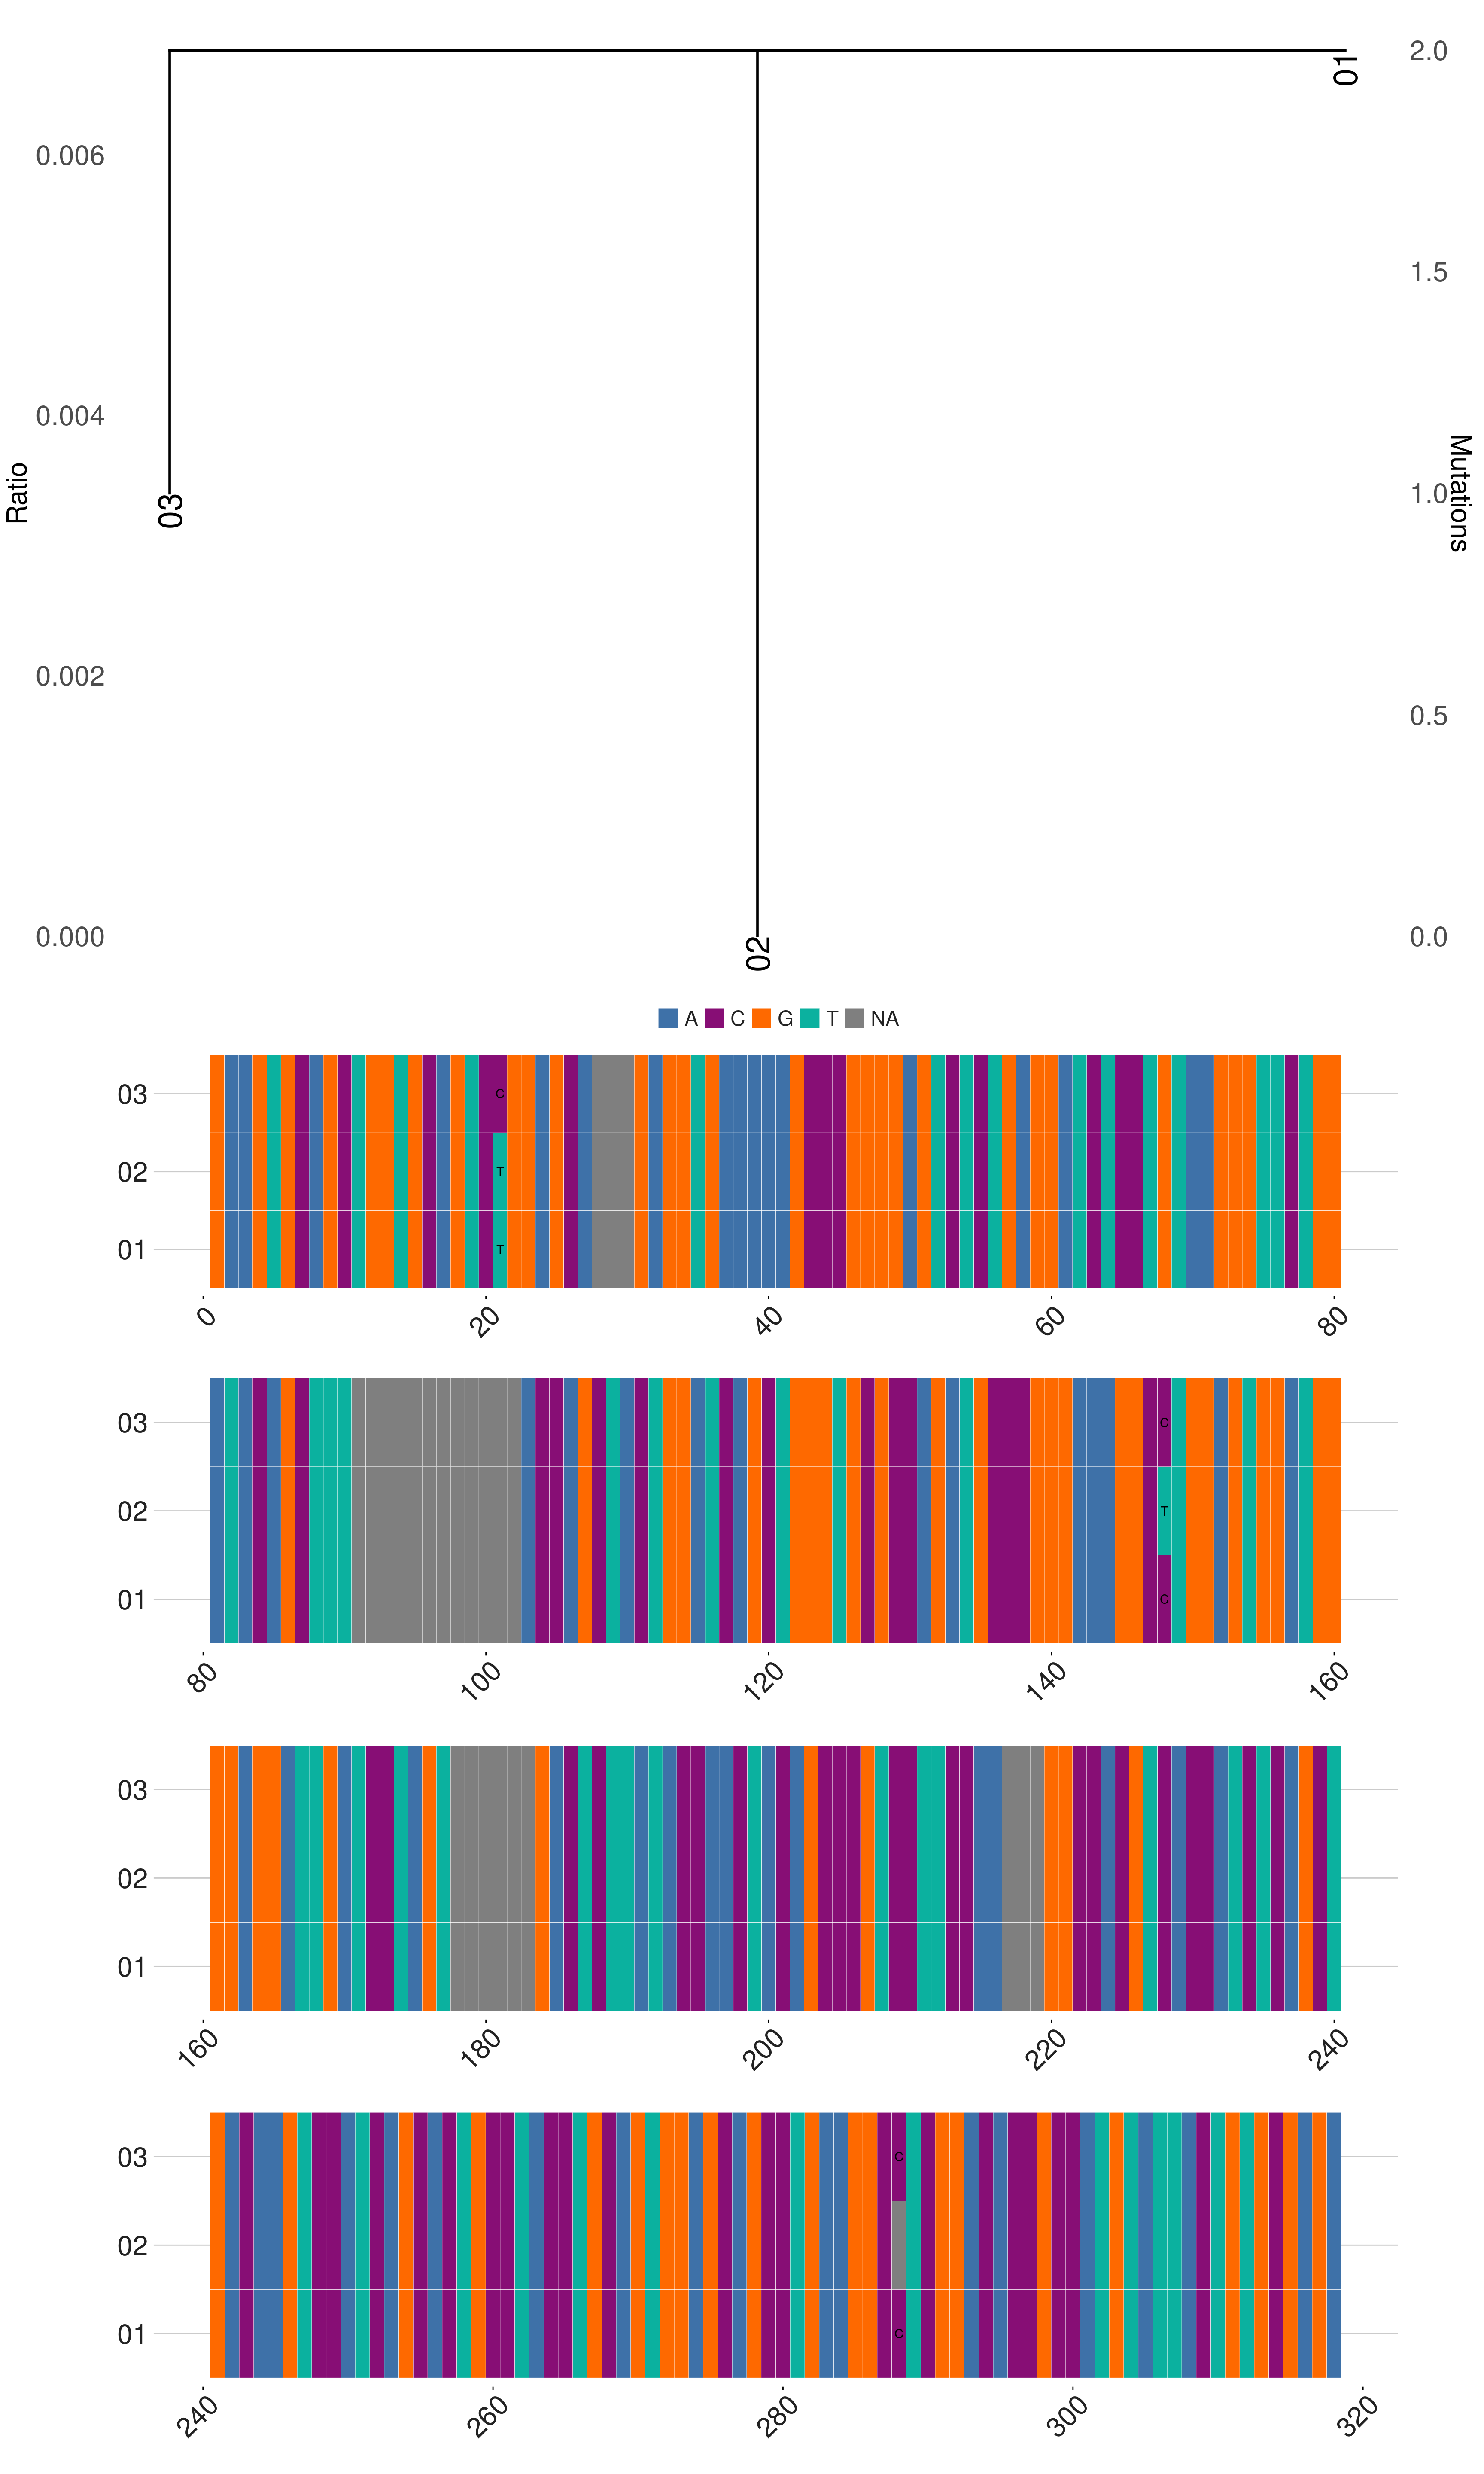 2.0
01
0.006
1.5
0.004
Ratio
03
1.0
Mutations
0.002
0.5
0.000
02
0.0
A C G T NA
03 C
02 T
01 T
0 20 40 60 80
03 C
02 T
01 C
80 100 120 140 160
03
02
01
160 180 200 220 240
03 C
02
01 C
240 260 280 300 320